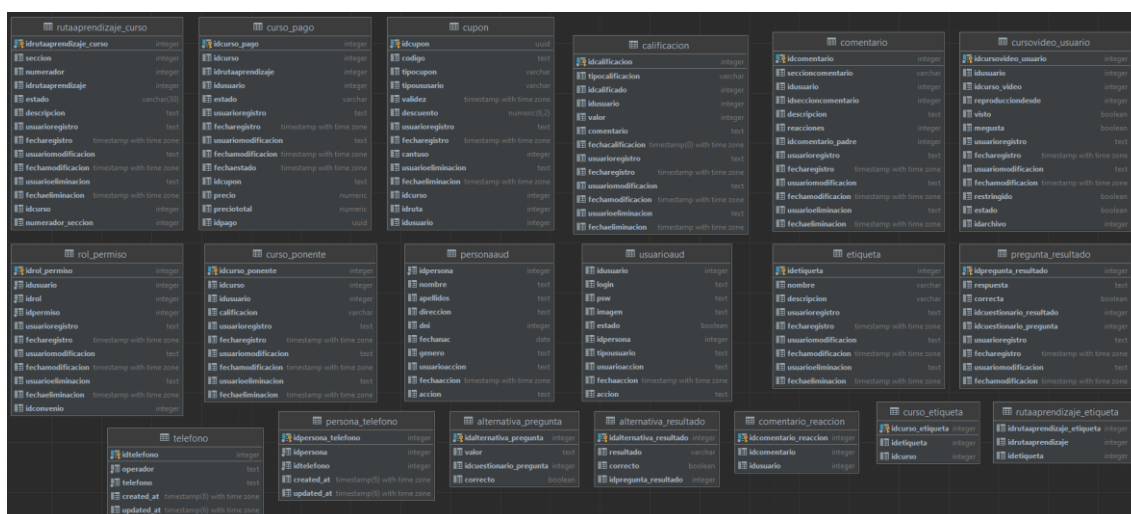 rutaaprendizaje_curso
idrutaaprendizaje_curso integer
seccion integer
numerador integer
idrutaaprendizaje integer
estado varchar(30)
descripcion text
usuarioregistro text
fecharegistro timestamp with time zone
usuariomodificacion text
fechamodificacion timestamp with time zone
usuarioeliminacion text
fechaeliminacion timestamp with time zone
idcurso integer
numerador_seccion integer
curso_pago
idcurso_pago integer
idcurso integer
idrutaaprendizaje integer
idusuario integer
estado varchar
usuarioregistro text
fecharegistro timestamp with time zone
usuariomodificacion text
fechamodificacion timestamp with time zone
fechaestado timestamp with time zone
idcupon text
precio numeric
preciototal numeric
idpago uuid
cupon
idcupon uuid
codigo text
tipocupon varchar
tipoususario varchar
validez timestamp with time zone
descuento numeric(5,2)
usuarioregistro text
fecharegistro timestamp with time zone
cantuso integer
usuarioeliminacion text
fechaeliminacion timestamp with time zone
idcurso integer
idruta integer
idusuario integer
calificacion
idcalificacion integer
tipocalificacion varchar
idcalificado integer
idusuario integer
valor integer
comentario text
fechacalificacion timestamp(0) with time zone
usuarioregistro text
fecharegistro timestamp with time zone
usuariomodificacion text
fechamodificacion timestamp with time zone
usuarioeliminacion text
fechaeliminacion timestamp with time zone
comentario
idcomentario integer
seccioncomentario varchar
idusuario integer
idseccioncomentario integer
descripcion text
reacciones integer
idcomentario_padre integer
usuarioregistro text
fecharegistro timestamp with time zone
usuariomodificacion text
fechamodificacion timestamp with time zone
usuarioeliminacion text
fechaeliminacion timestamp with time zone
cursovideo_usuario
idcursovideo_usuario integer
idusuario integer
idcurso_video integer
reproducciondesde integer
visto boolean
megusta boolean
usuarioregistro text
fecharegistro timestamp with time zone
usuariomodificacion text
fechamodificacion timestamp with time zone
restringido boolean
estado boolean
idarchivo integer
rol_permiso
idrol_permiso integer
idusuario integer
idrol integer
idpermiso integer
usuarioregistro text
fecharegistro timestamp with time zone
usuariomodificacion text
fechamodificacion timestamp with time zone
usuarioeliminacion text
fechaeliminacion timestamp with time zone
idconvenio integer
curso_ponente
idcurso_ponente integer
idcurso integer
idusuario integer
calificacion varchar
usuarioregistro text
fecharegistro timestamp with time zone
usuariomodificacion text
fechamodificacion timestamp with time zone
usuarioeliminacion text
fechaeliminacion timestamp with time zone
personaaud
idpersona integer
nombre text
apellidos text
direccion text
dni integer
fechanac date
genero text
usuarioaccion text
fechaaccion timestamp with time zone
accion text
usuarioaud
idusuario integer
login text
psw text
imagen text
estado boolean
idpersona integer
tipousuario text
usuarioaccion text
fechaaccion timestamp with time zone
accion text
etiqueta
idetiqueta integer
nombre varchar
descripcion varchar
usuarioregistro text
fecharegistro timestamp with time zone
usuariomodificacion text
fechamodificacion timestamp with time zone
usuarioeliminacion text
fechaeliminacion timestamp with time zone
pregunta_resultado
idpregunta_resultado integer
respuesta text
correcta boolean
idcuestionario_resultado integer
idcuestionario_pregunta integer
usuarioregistro text
fecharegistro timestamp with time zone
usuariomodificacion text
fechamodificacion timestamp with time zone
telefono
idtelefono integer
operador text
telefono text
created_at timestamp(6) with time zone
updated_at timestamp(6) with time zone
persona_telefono
idpersona_telefono integer
idpersona integer
idtelefono integer
created_at timestamp(6) with time zone
updated_at timestamp(6) with time zone
alternativa_pregunta
idalternativa_pregunta integer
valor text
idcuestionario_pregunta integer
correcto boolean
alternativa_resultado
idalternativa_resultado integer
resultado varchar
correcto boolean
idpregunta_resultado integer
comentario_reaccion
idcomentario_reaccion integer
idcomentario integer
idusuario integer
curso_etiqueta
idcurso_etiqueta integer
idetiqueta integer
idcurso integer
rutaaprendizaje_etiqueta
idrutaaprendizaje_etiqueta integer
idrutaaprendizaje integer
idetiqueta integer